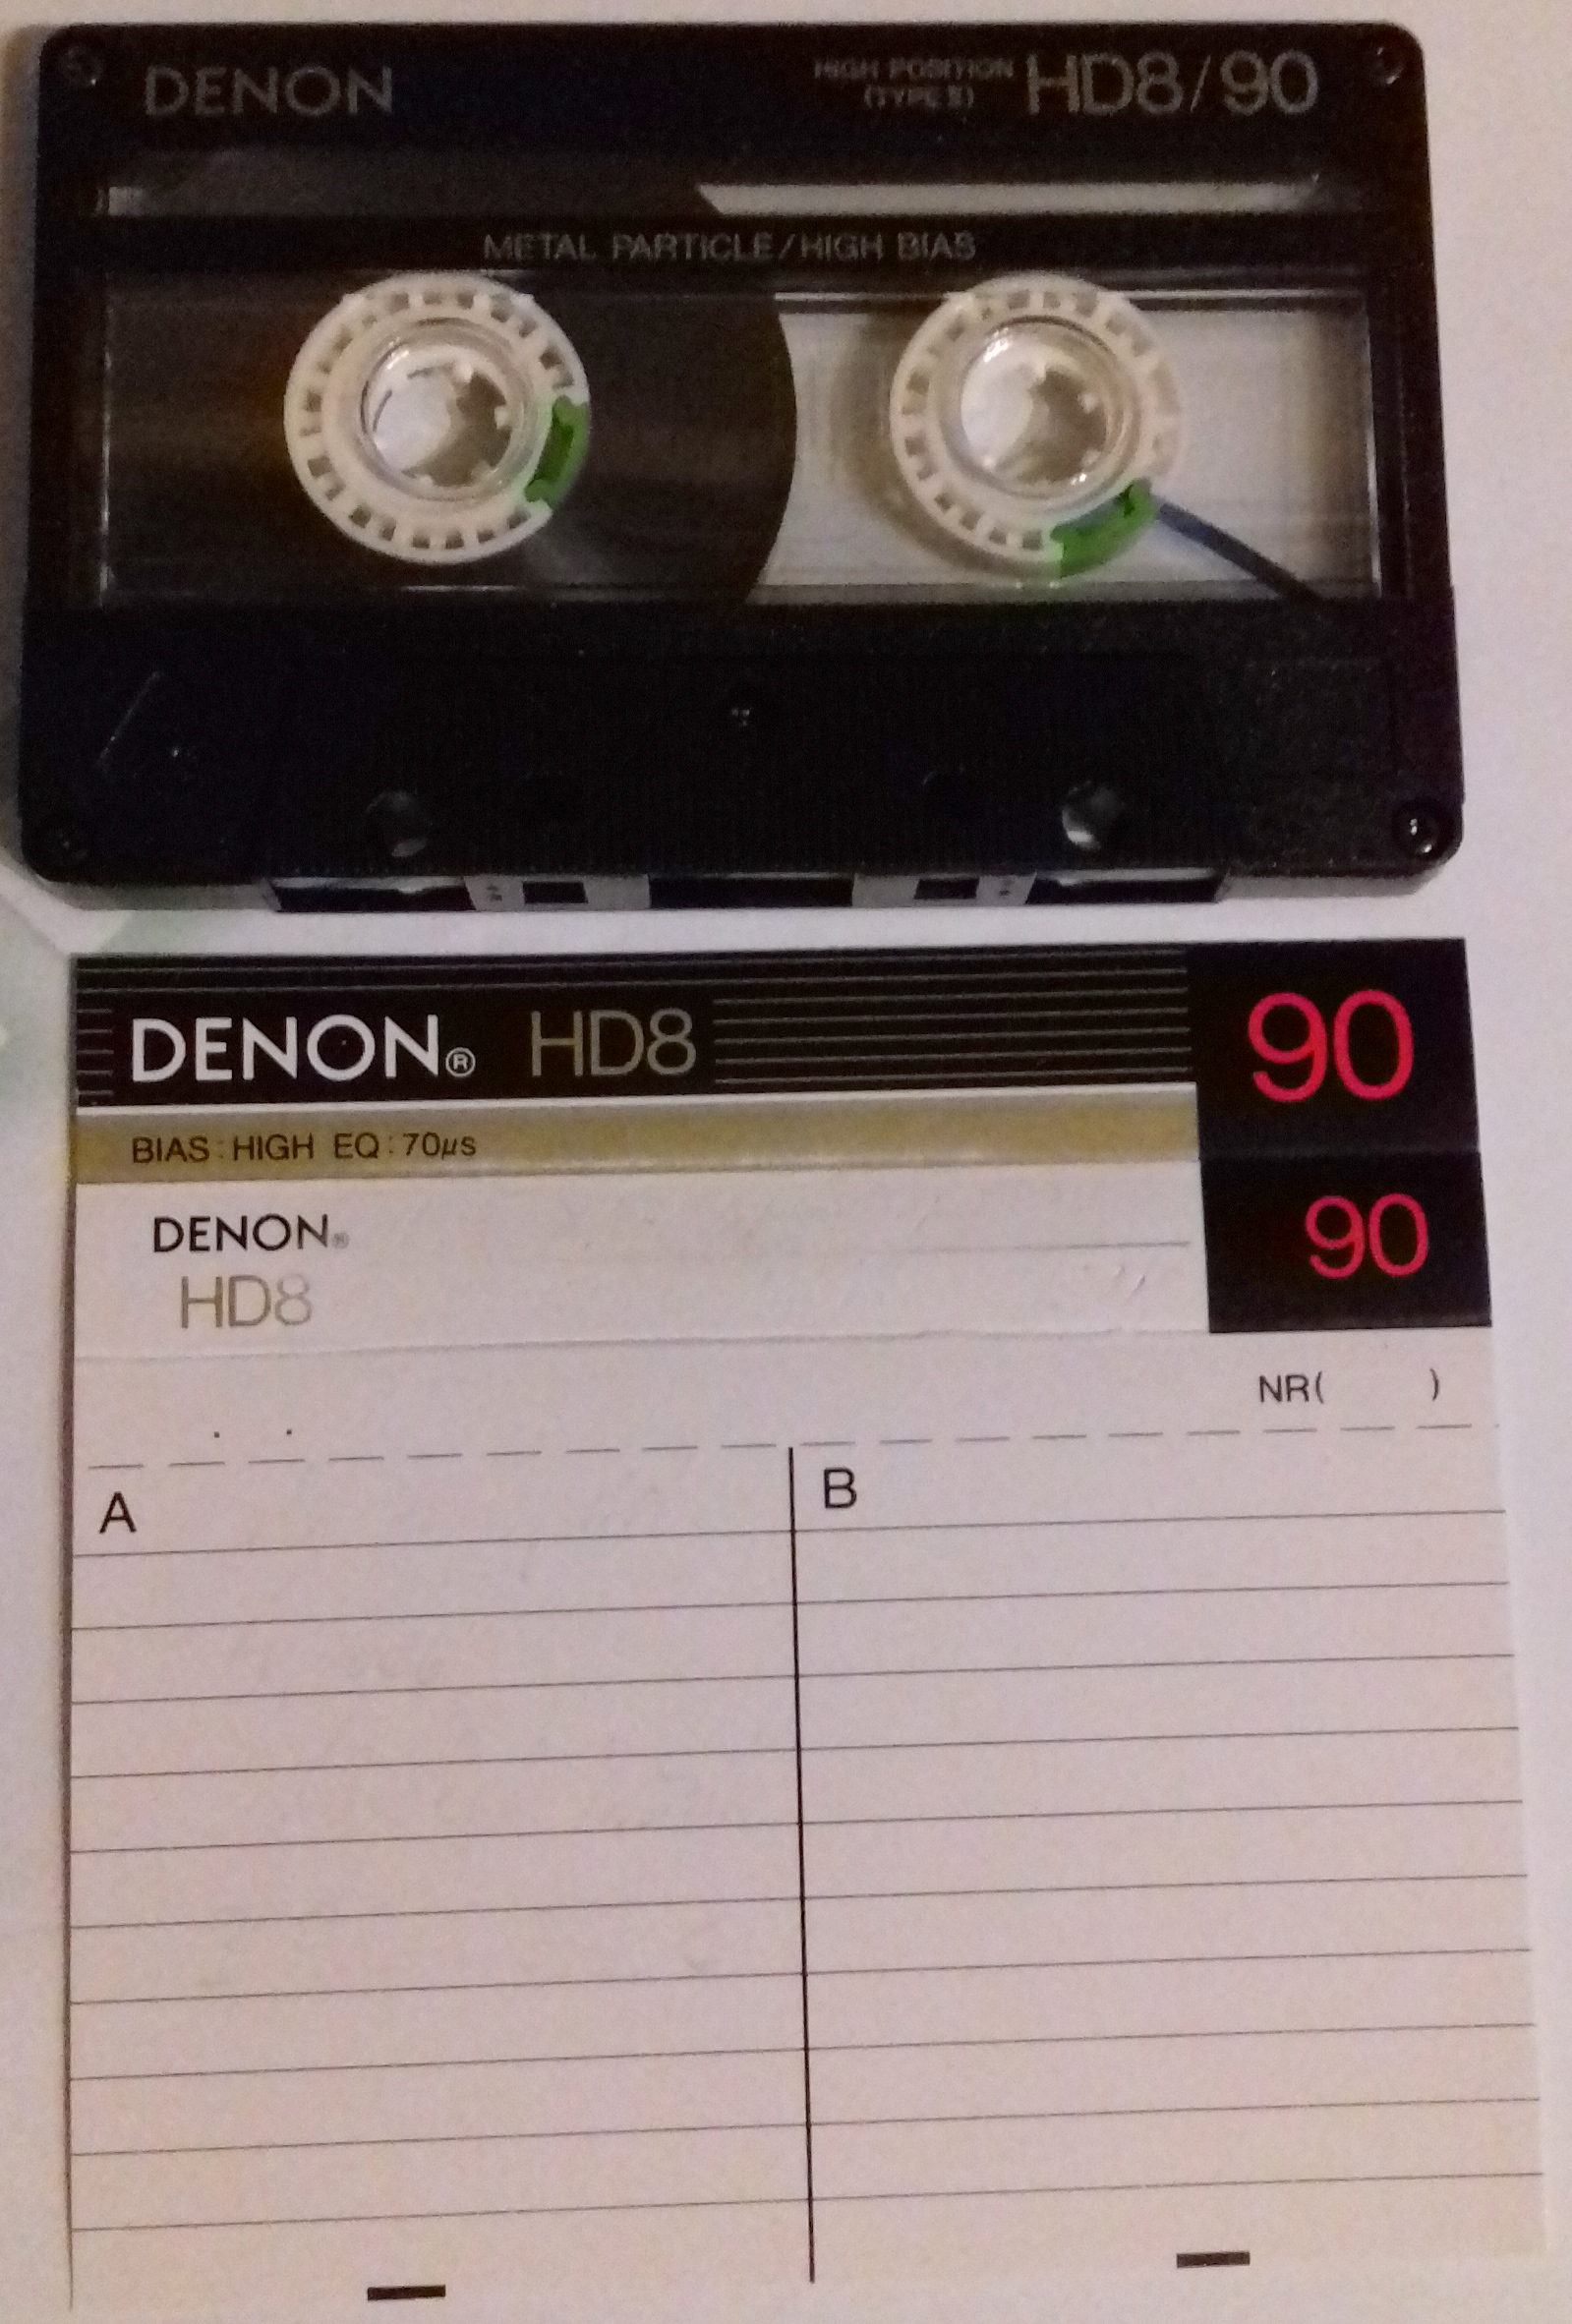 DENON
HIGH POSITION
(TYPE II)
HD8/90
METAL PARTICLE/HIGH BIAS
DENON® HD8
90
BIAS:HIGH EQ:70µs
DENON®
HD8
90
NR( )
A
B